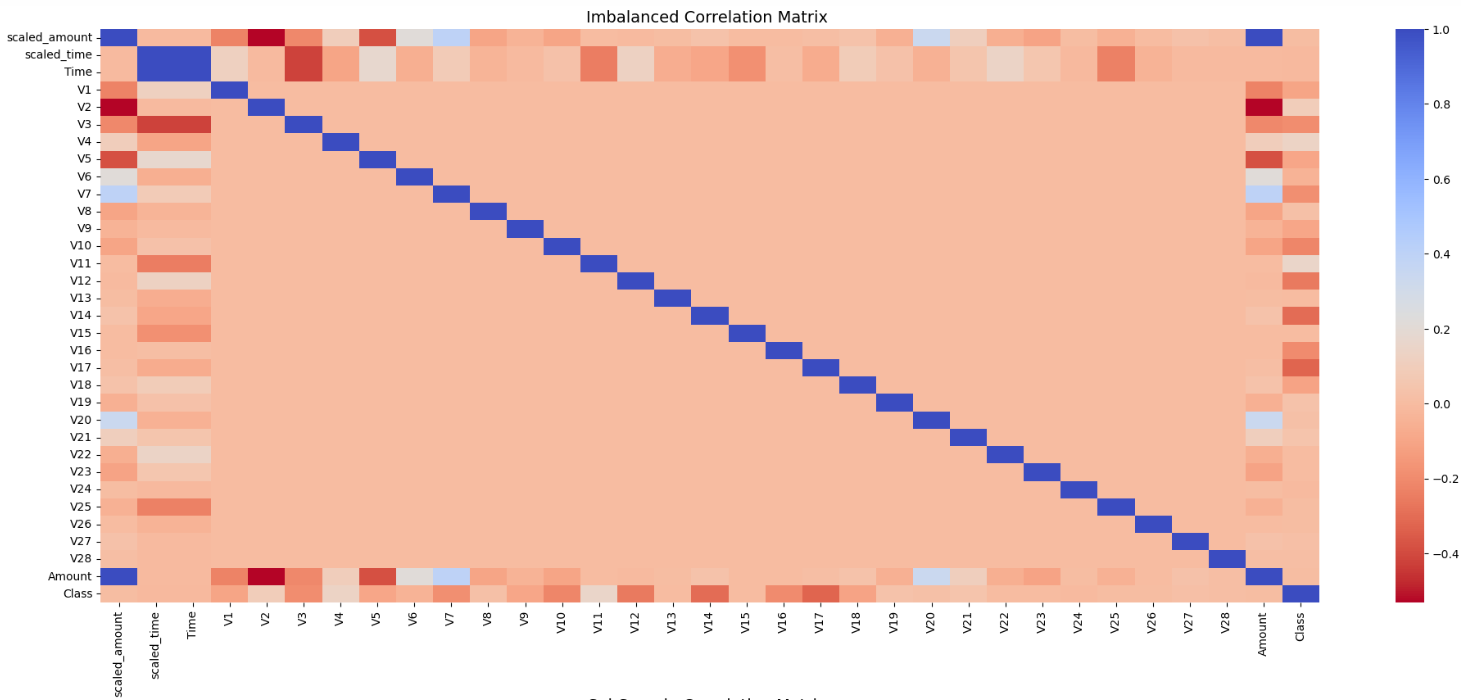 Imbalanced Correlation Matrix
scaled_amount
scaled_time
Time
V1
V2
V3
V4
V5
V6
V7
V8
V9
V10
V11
V12
V13
V14
V15
V16
V17
V18
V19
V20
V21
V22
V23
V24
V25
V26
V27
V28
Amount
Class
1.0
0.8
0.6
0.4
0.2
0.0
−0.2
−0.4
scaled_amount
scaled_time
Time
V1
V2
V3
V4
V5
V6
V7
V8
V9
V10
V11
V12
V13
V14
V15
V16
V17
V18
V19
V20
V21
V22
V23
V24
V25
V26
V27
V28
Amount
Class